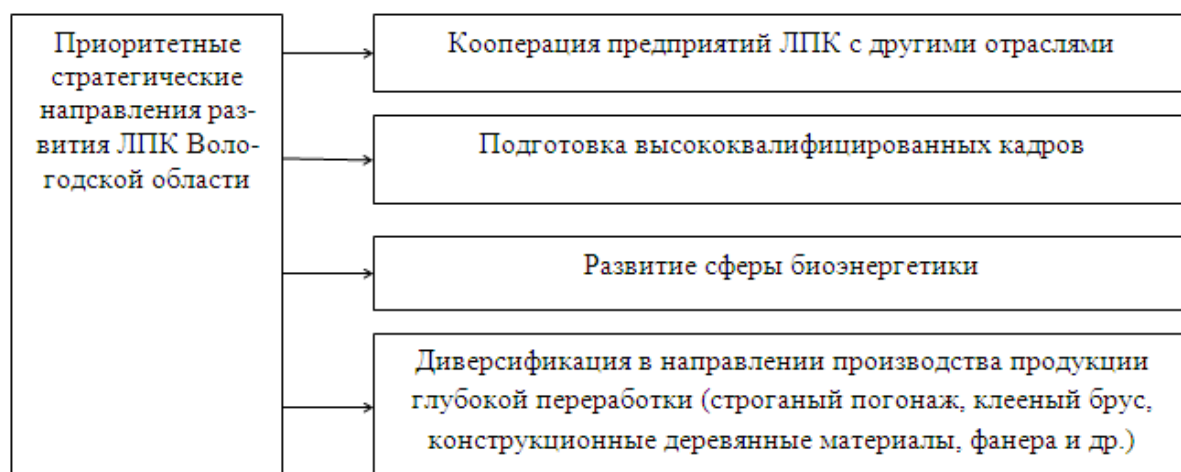 Приоритетные
стратегические
направления раз-
вития ЛПК Воло-
годской области
Кооперация предприятий ЛПК с другими отраслями
Подготовка высококвалифицированных кадров
Развитие сферы биоэнергетики
Диверсификация в направлении производства продукции
глубокой переработки (строганый погонаж, клееный брус,
конструкционные деревянные материалы, фанера и др.)